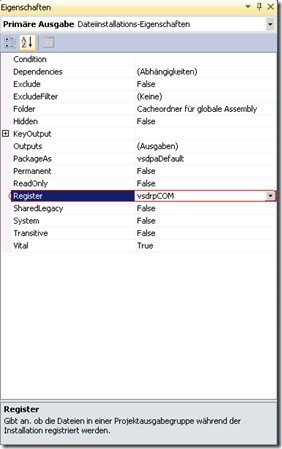 Eigenschaften
Primäre Ausgabe Dateiinstallations-Eigenschaften
Condition
Dependencies (Abhängigkeiten)
Exclude False
ExcludeFilter (Keine)
Folder Cacheordner für globale Assembly
Hidden False
KeyOutput
Outputs (Ausgaben)
PackageAs vsdpaDefault
Permanent False
ReadOnly False
Register vsdrpCOM
SharedLegacy False
System False
Transitive False
Vital True
Register
Gibt an. ob die Dateien in einer Projektausgabegruppe während der
Installation registriert werden.